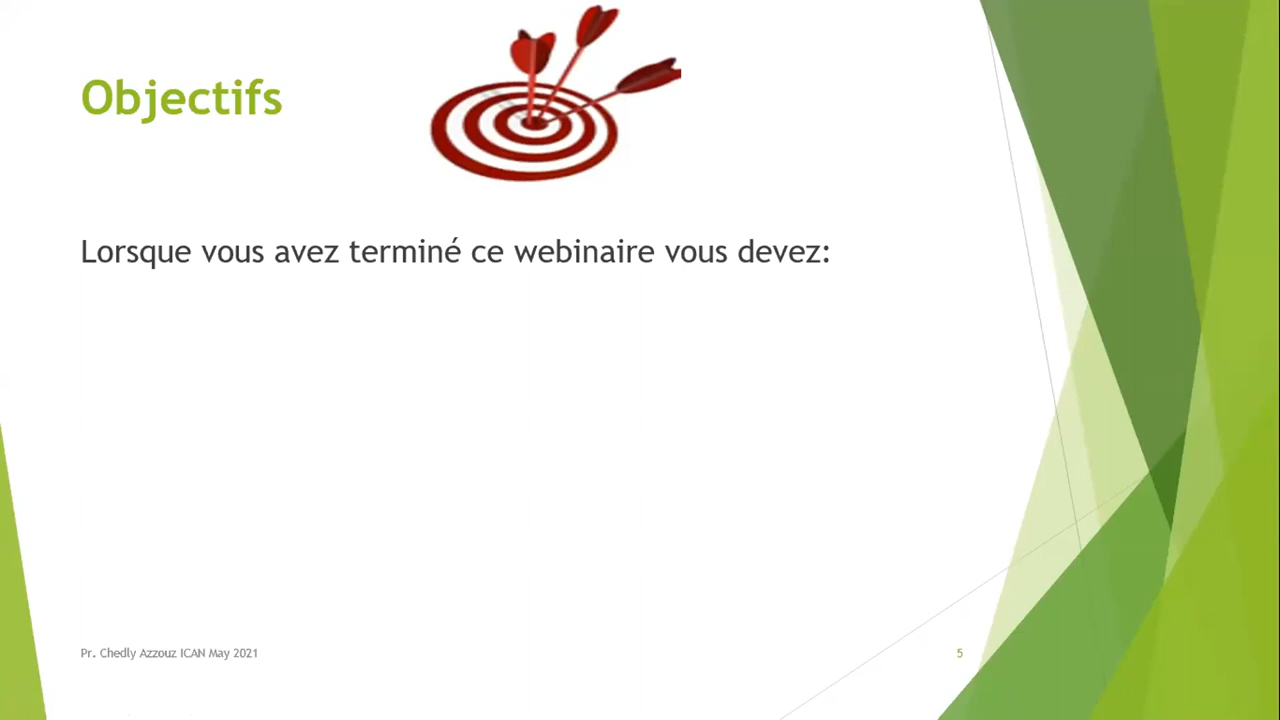 Objectifs
Lorsque vous avez terminé ce webinaire vous devez:
Pr. Chedly Azzouz ICAN May 2021
5